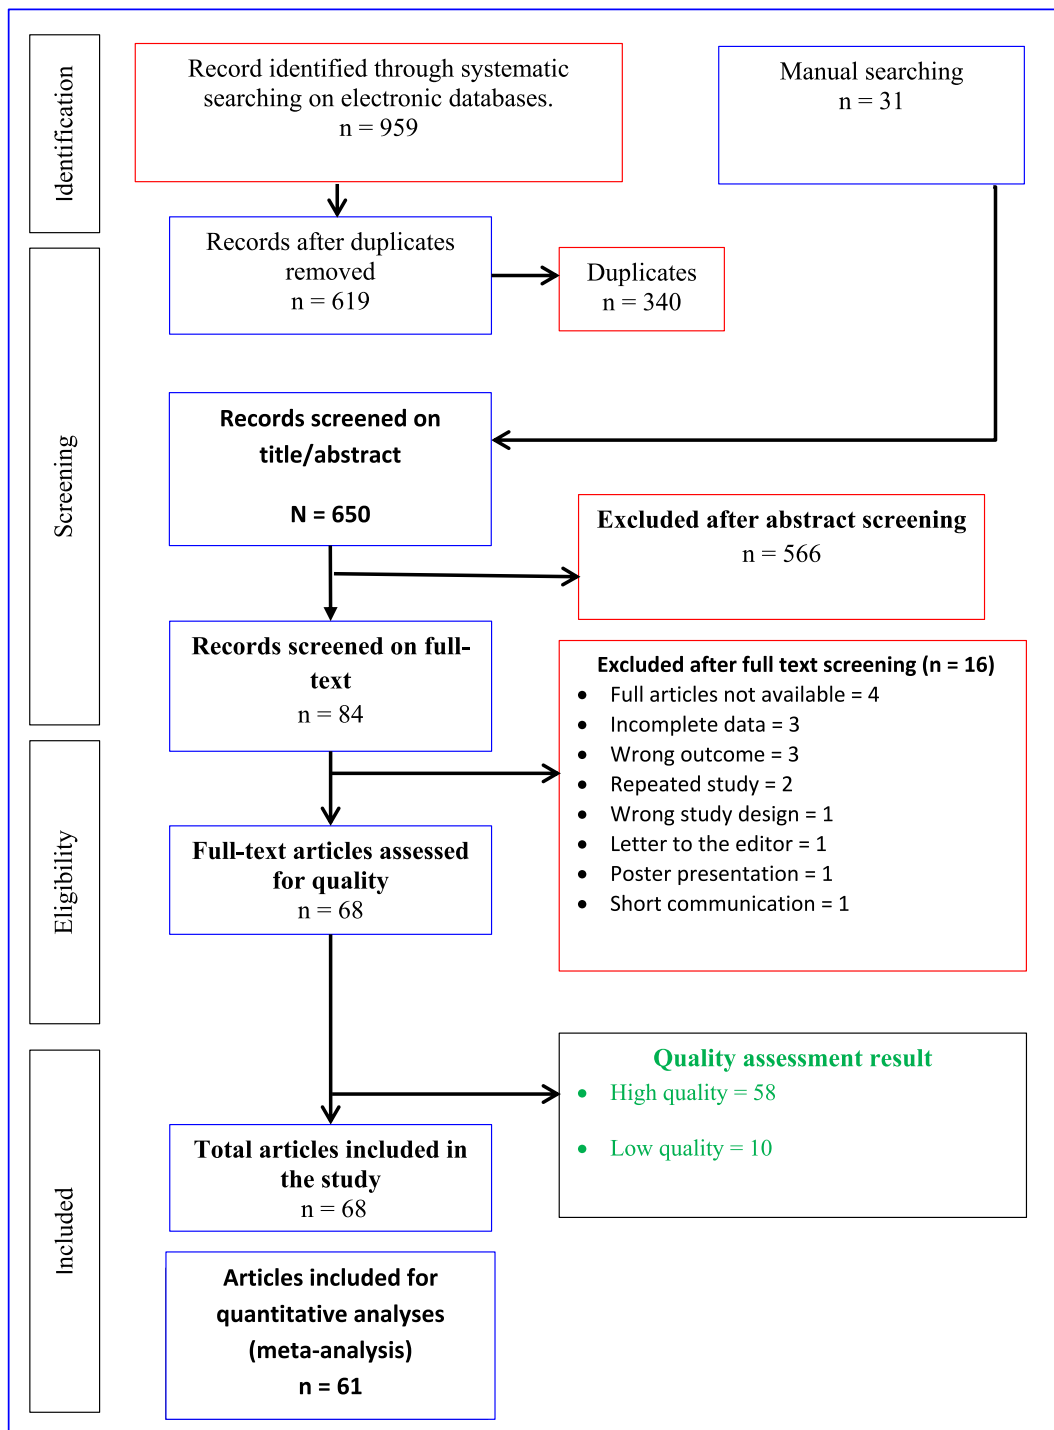 Identification
Record identified through systematic
searching on electronic databases.
n = 959
Manual searching
n = 31
Screening
Records after duplicates
removed
n = 619
Duplicates
n = 340
Records screened on
title/abstract
N = 650
Excluded after abstract screening
n = 566
Records screened on full-
text
n = 84
Excluded after full text screening (n = 16)
• Full articles not available = 4
• Incomplete data = 3
• Wrong outcome = 3
• Repeated study = 2
• Wrong study design = 1
• Letter to the editor = 1
• Poster presentation = 1
• Short communication = 1
Eligibility
Full-text articles assessed
for quality
n = 68
Included
Quality assessment result
• High quality = 58
• Low quality = 10
Total articles included in
the study
n = 68
Articles included for
quantitative analyses
(meta-analysis)
n = 61